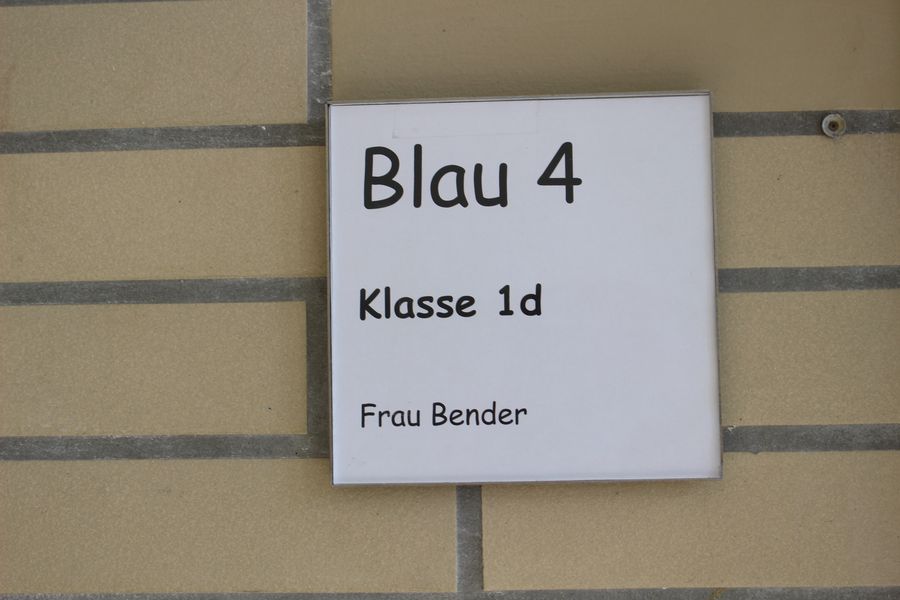 Blau 4
Klasse 1d
Frau Bender